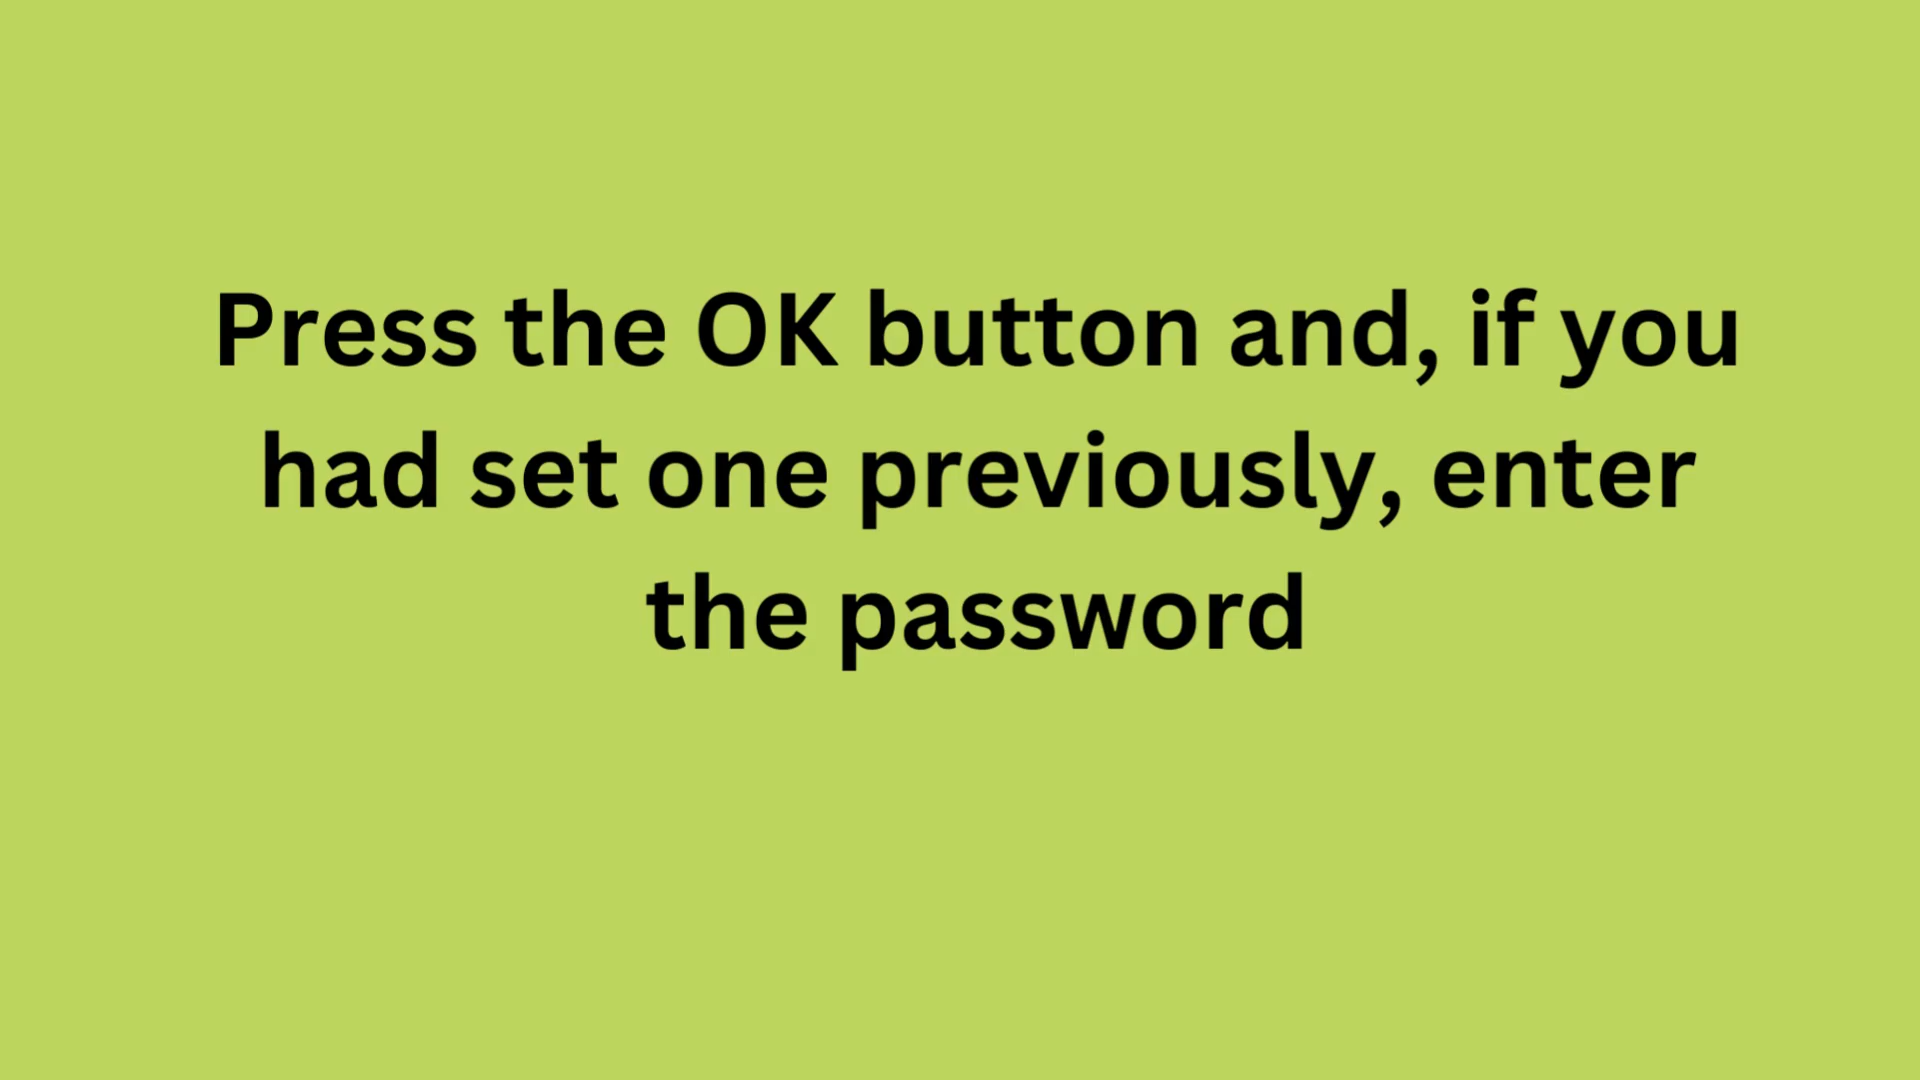 Press the OK button and, if you
had set one previously, enter
the password